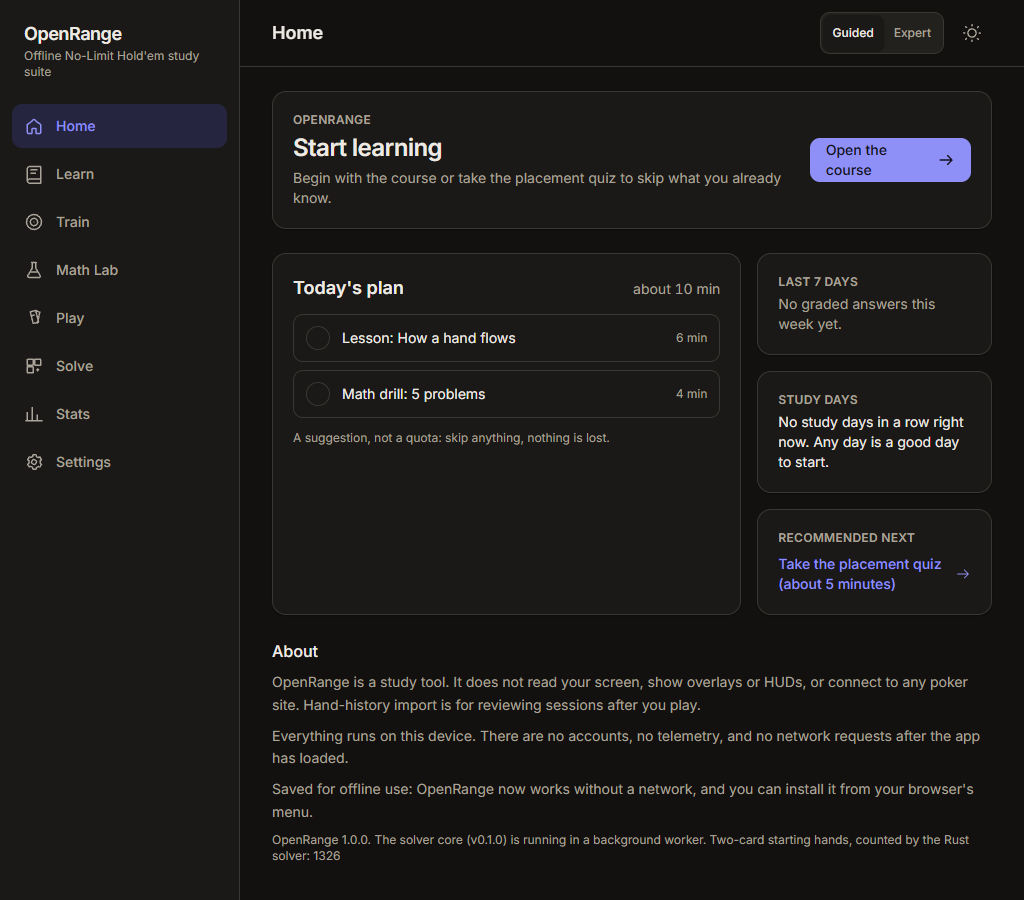 OpenRange
Offline No-Limit Hold'em study
suite
Home
Learn
Train
Math Lab
Play
Solve
Stats
Settings
Home
Guided
Expert
OPENRANGE
Start learning
Begin with the course or take the placement quiz to skip what you already
know.
Open the
course
Today's plan
about 10 min
Lesson: How a hand flows
6 min
Math drill: 5 problems
4 min
A suggestion, not a quota: skip anything, nothing is lost.
LAST 7 DAYS
No graded answers this
week yet.
STUDY DAYS
No study days in a row right
now. Any day is a good day
to start.
RECOMMENDED NEXT
Take the placement quiz
(about 5 minutes)
About
OpenRange is a study tool. It does not read your screen, show overlays or HUDs, or connect to any poker
site. Hand-history import is for reviewing sessions after you play.
Everything runs on this device. There are no accounts, no telemetry, and no network requests after the app
has loaded.
Saved for offline use: OpenRange now works without a network, and you can install it from your browser's
menu.
OpenRange 1.0.0. The solver core (v0.1.0) is running in a background worker. Two-card starting hands, counted by the Rust
solver: 1326